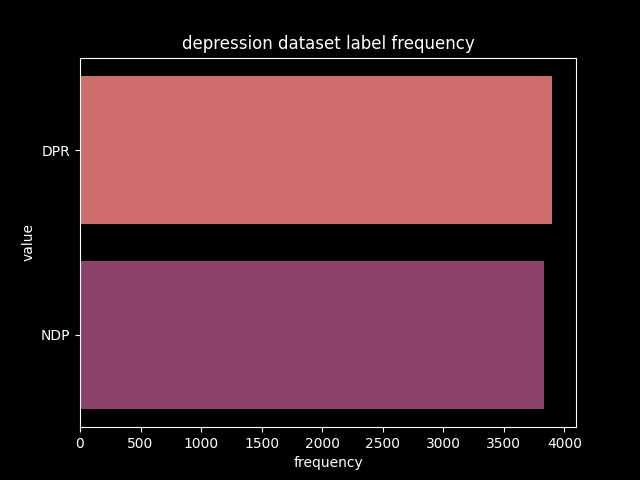 depression dataset label frequency
DPR
value
NDP
0 500 1000 1500 2000 2500 3000 3500 4000
frequency